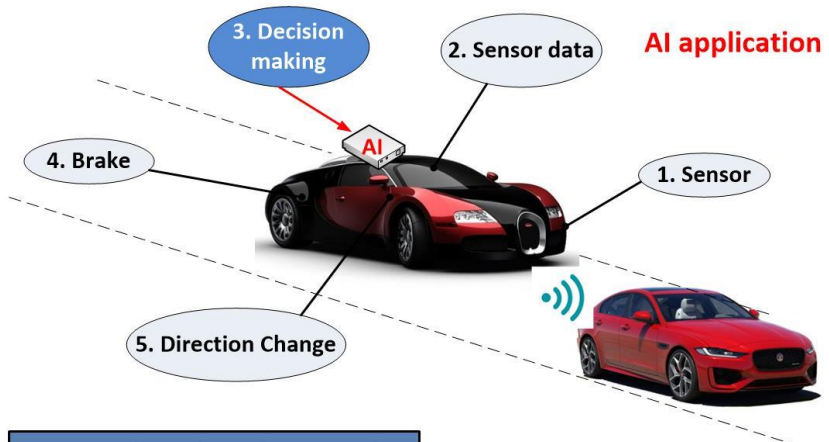 3. Decision
making
2. Sensor data
AI application
AI
4. Brake
1. Sensor
5. Direction Change